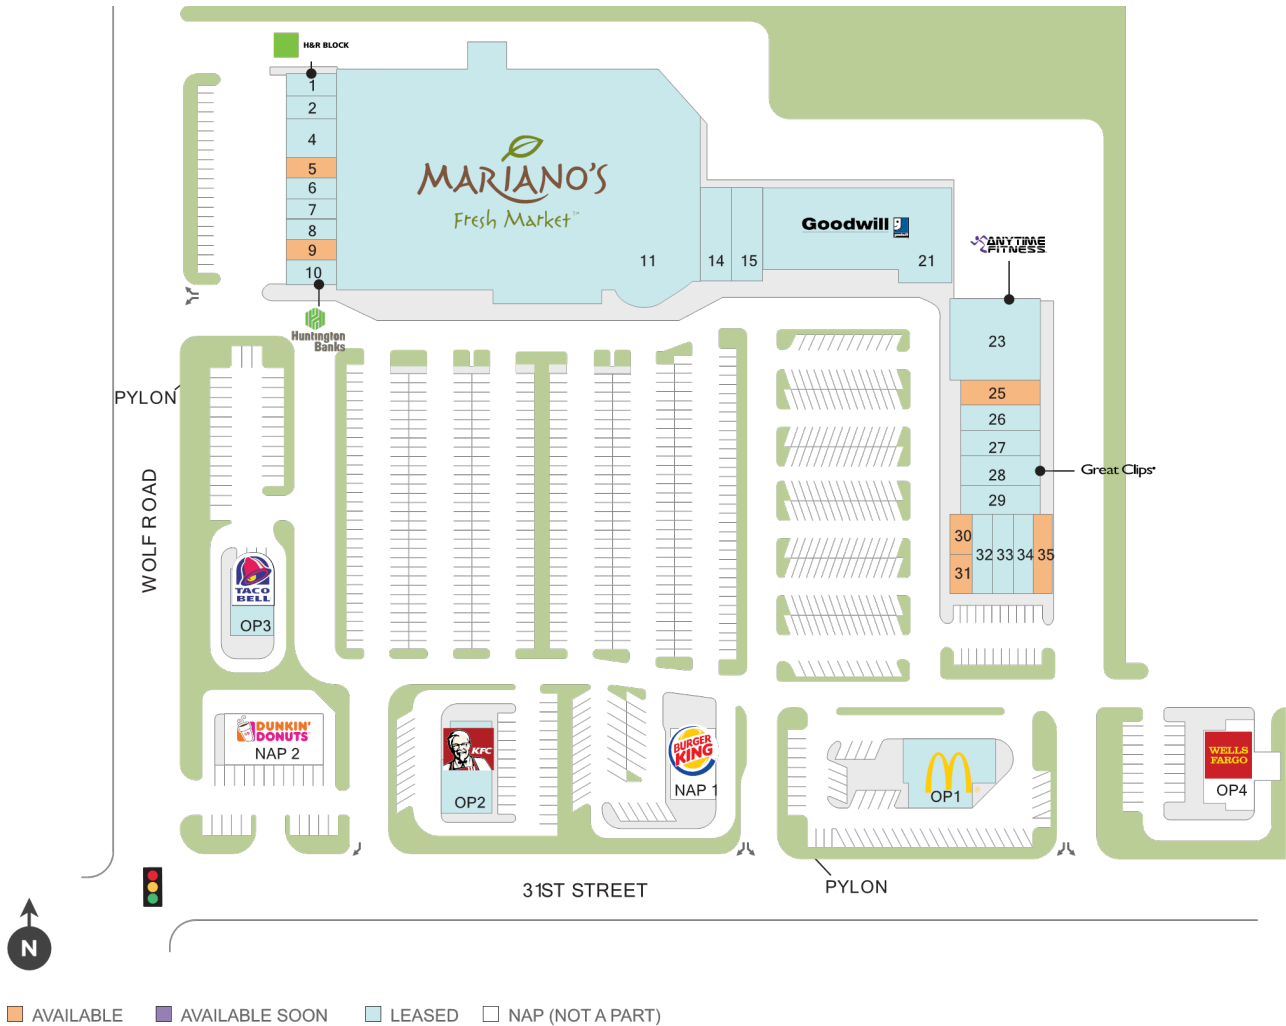 H&R BLOCK
1
2
4
5
6
7
8
9
10
MARIANO'S
Fresh Market™
11
14
15
Goodwill
goodwill
21
ANYTIME
FITNESS
Huntington
Banks
23
25
26
27
28
29
Great Clips
30
31
32
33
34
35
PYLON
WOLF ROAD
TACO
BELL
OP3
DUNKIN'
DONUTS
NAP 2
KFC
OP2
BURGER
KING
NAP 1
OP1
WELLS
FARGO
OP4
PYLON
31ST STREET
N
AVAILABLE
AVAILABLE SOON
LEASED
NAP (NOT A PART)